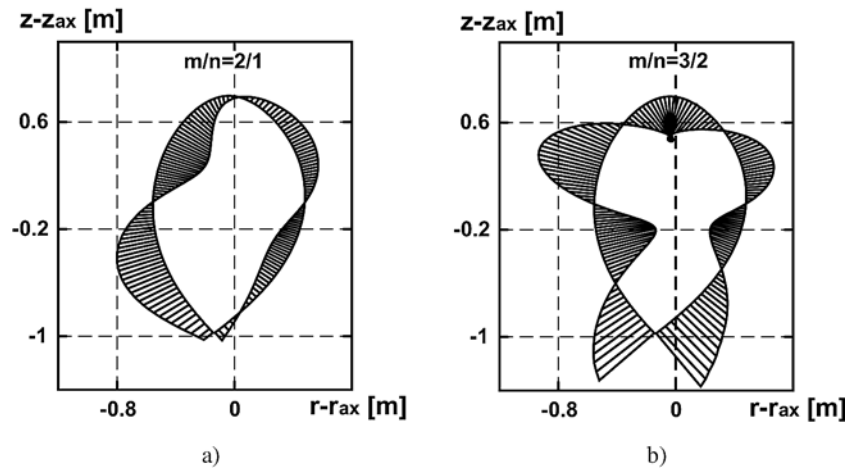 z-zax [m]
m/n=2/1
0.6
-0.2
-1
-0.8
0
r-rax [m]
a)
z-zax [m]
m/n=3/2
0.6
-0.2
-1
-0.8
0
r-rax [m]
b)